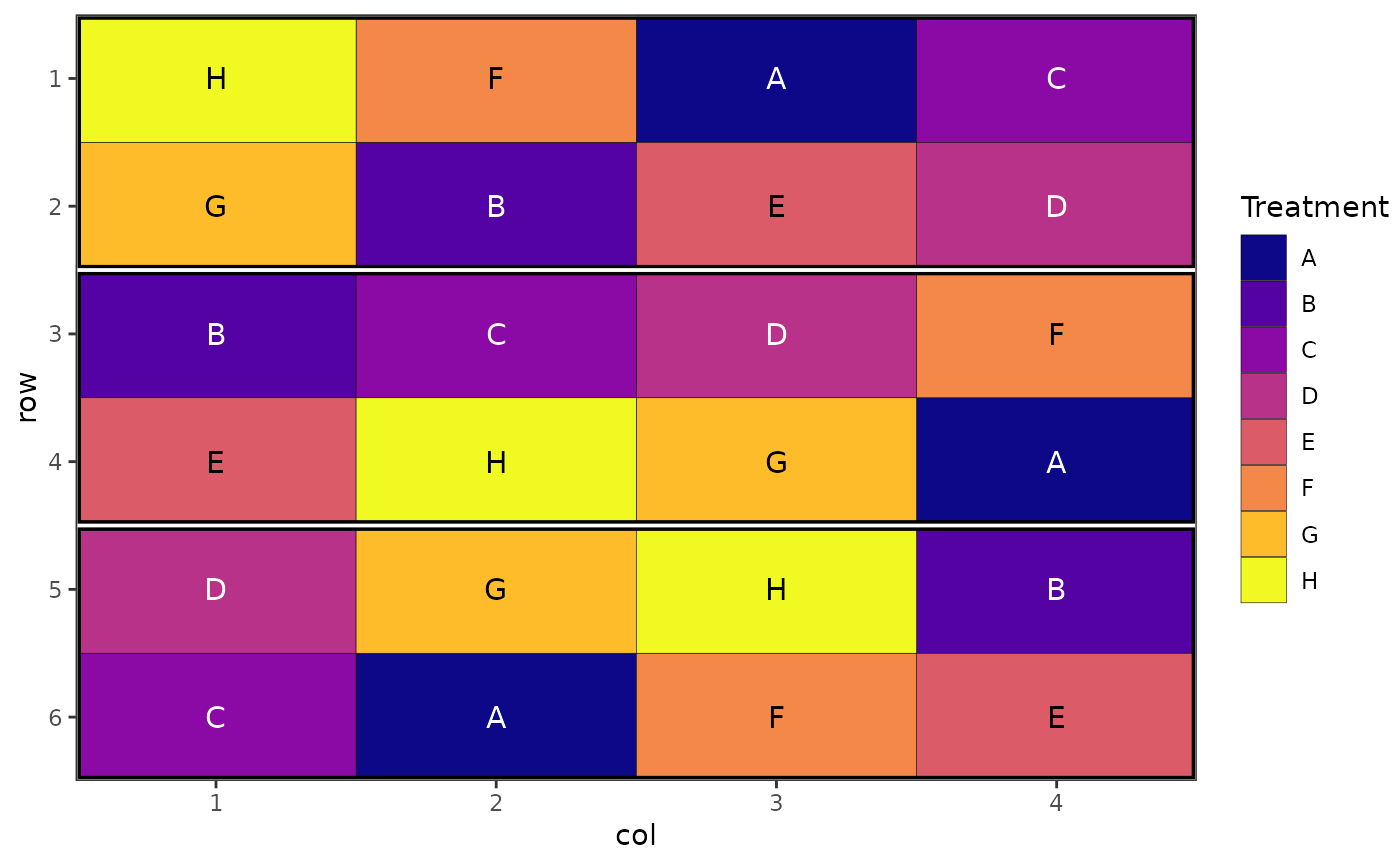 1 H F A C
2 G B E D
Treatment
A
B
3 B C D F
C
row
D
4 E H G A
E
F
G
5 D G H B
H
6 C A F E
1 2 3 4
col